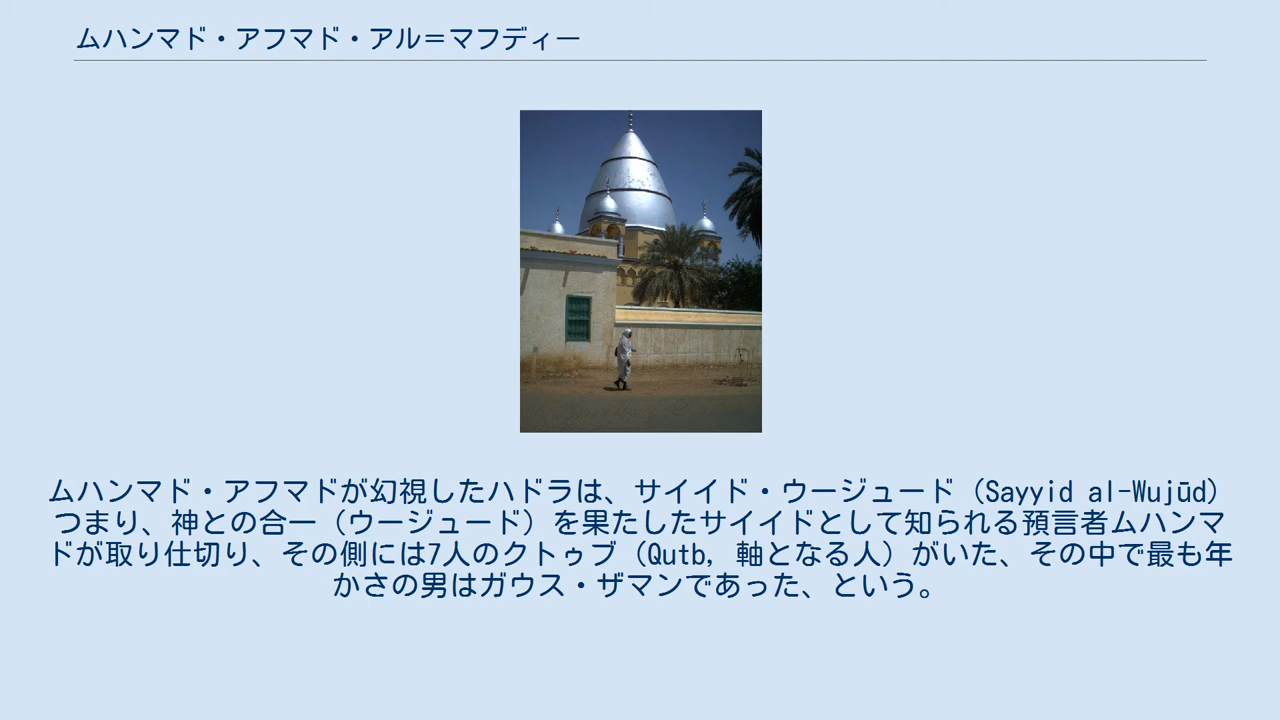 ムハンマド・アフマド・アル＝マフディー
ムハンマド・アフマドが幻視したハドラは、サイイド・ウージュード（Sayyid al-Wujūd）
つまり、神との合一（ウージュード）を果たしたサイイドとして知られる預言者ムハンマ
ドが取り仕切り、その側には7人のクトゥブ（Qutb, 軸となる人）がいた、その中で最も年
かさの男はガウス・ザマンであった、という。